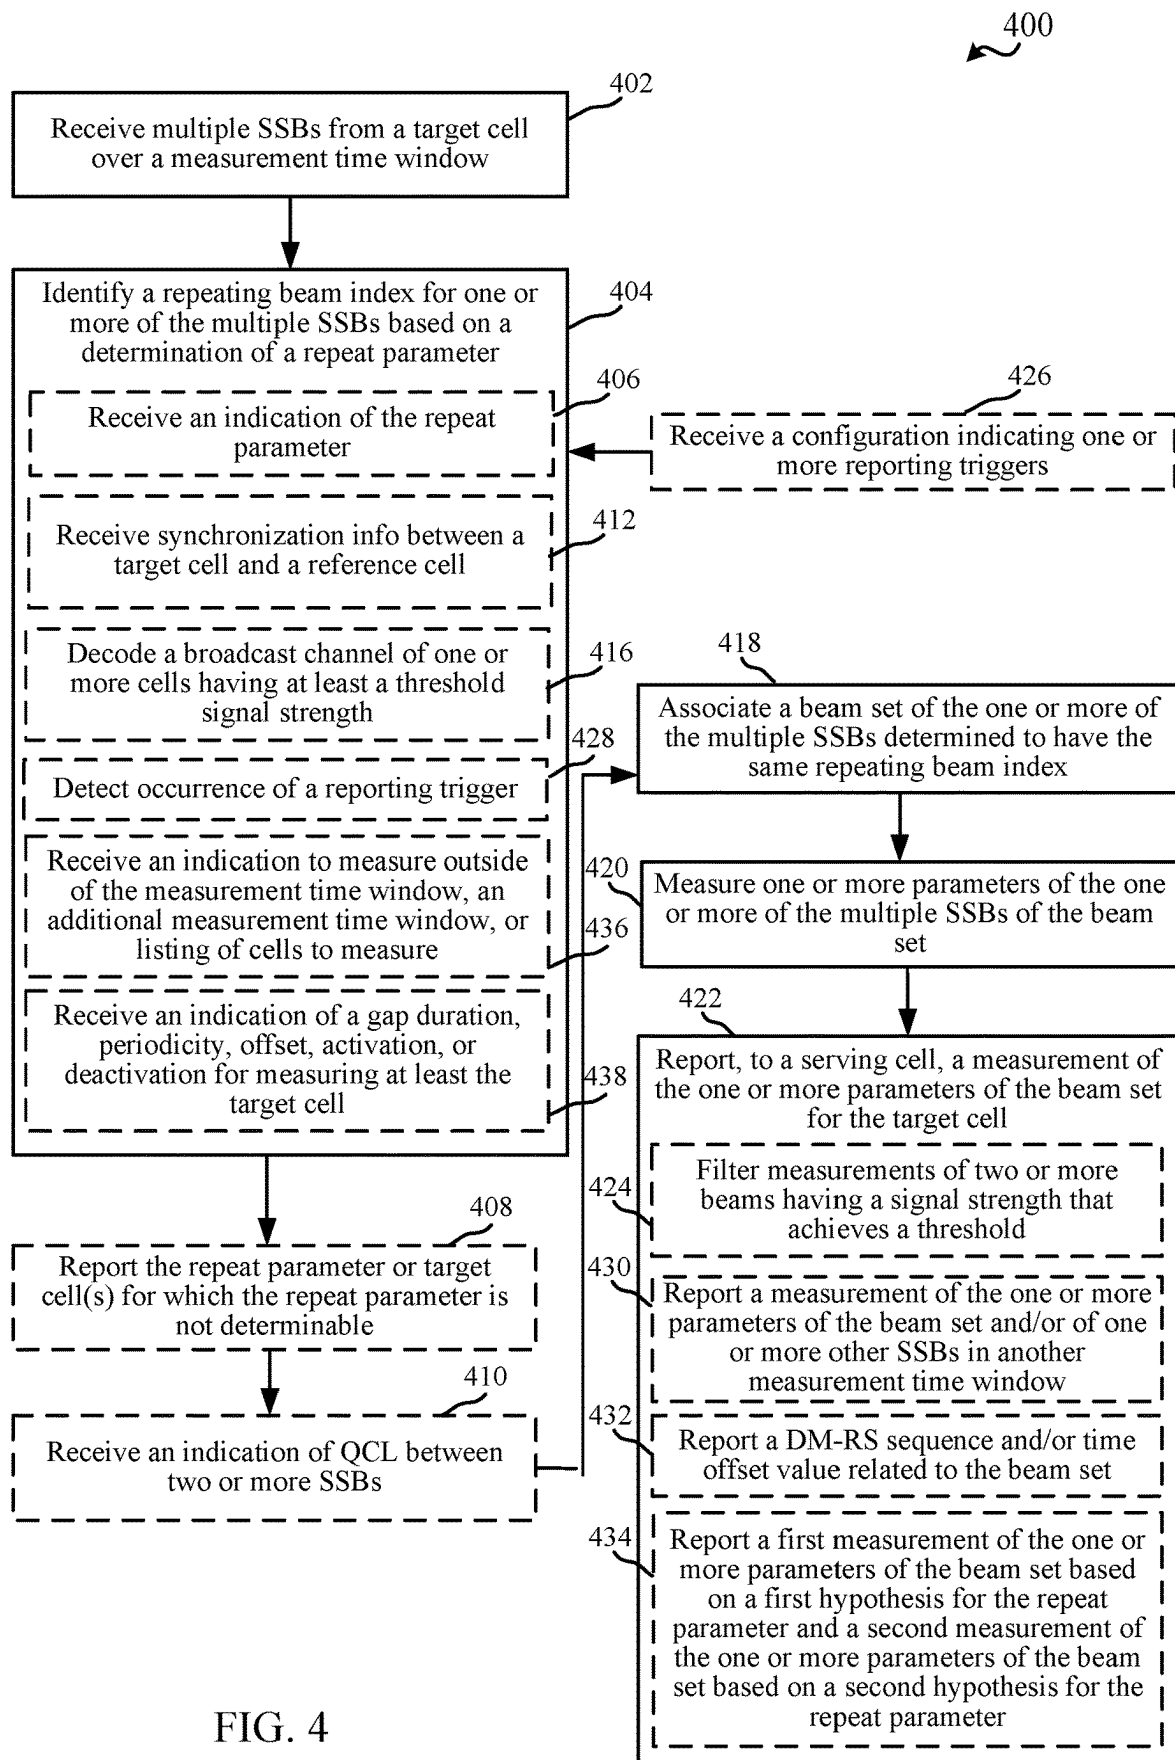 400
402
Receive multiple SSBs from a target cell
over a measurement time window
404
Identify a repeating beam index for one or
more of the multiple SSBs based on a
determination of a repeat parameter
406
Receive an indication of the repeat
parameter
426
Receive a configuration indicating one or
more reporting triggers
412
Receive synchronization info between a
target cell and a reference cell
416
Decode a broadcast channel of one or
more cells having at least a threshold
signal strength
428
Detect occurrence of a reporting trigger
Receive an indication to measure outside
of the measurement time window, an
additional measurement time window, or
listing of cells to measure
436
Receive an indication of a gap duration,
periodicity, offset, activation, or
deactivation for measuring at least the
target cell
438
408
Report the repeat parameter or target
cell(s) for which the repeat parameter is
not determinable
410
Receive an indication of QCL between
two or more SSBs
418
Associate a beam set of the one or more of
the multiple SSBs determined to have the
same repeating beam index
420
Measure one or more parameters of the one
or more of the multiple SSBs of the beam
set
422
Report, to a serving cell, a measurement of
the one or more parameters of the beam set
for the target cell
424
Filter measurements of two or more
beams having a signal strength that
achieves a threshold
430
Report a measurement of the one or more
parameters of the beam set and/or of one
or more other SSBs in another
measurement time window
432
Report a DM-RS sequence and/or time
offset value related to the beam set
434
Report a first measurement of the one or
more parameters of the beam set based
on a first hypothesis for the repeat
parameter and a second measurement of
the one or more parameters of the beam
set based on a second hypothesis for the
repeat parameter
FIG. 4